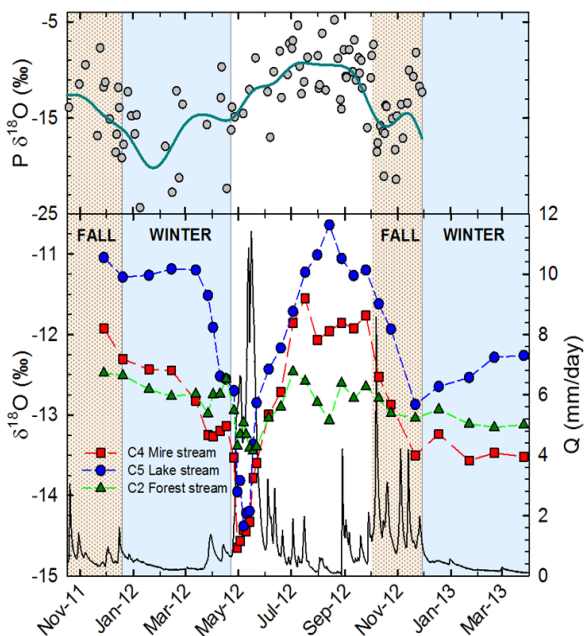 -5
-15
-25
P δ¹⁸O (‰)
FALL WINTER FALL WINTER
12
10
8
6
4
2
0
Q (mm/day)
-11
-12
-13
-14
-15
δ¹⁸O (‰)
C4 Mire stream
C5 Lake stream
C2 Forest stream
Nov-11 Jan-12 Mar-12 May-12 Jul-12 Sep-12 Nov-12 Jan-13 Mar-13